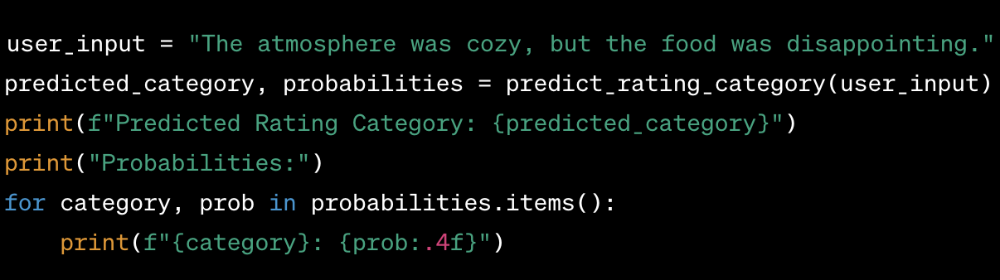 user_input = "The atmosphere was cozy, but the food was disappointing."
predicted_category, probabilities = predict_rating_category(user_input)
print(f"Predicted Rating Category: {predicted_category}")
print("Probabilities:")
for category, prob in probabilities.items():
    print(f"{category}: {prob:.4f}")